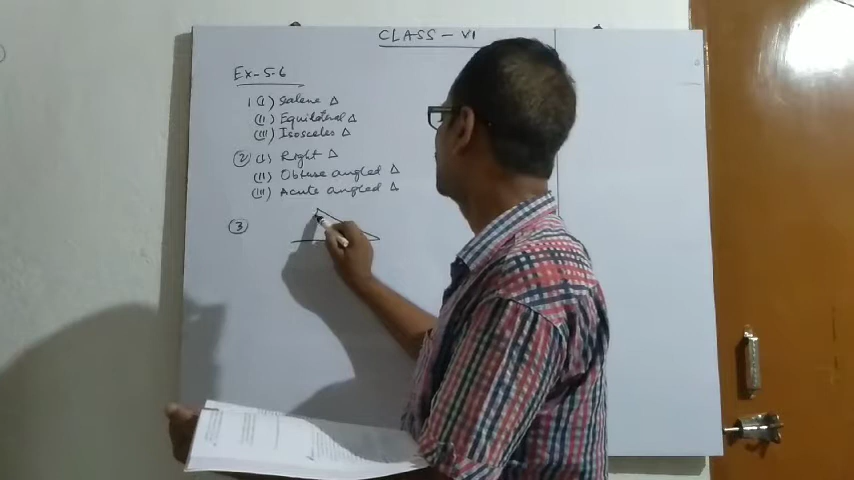 CLASS - VI
Ex-5.6
1 (i) Scalene △
(ii) Equilateral △
(iii) Isosceles △
② (i) Right △
(ii) Obtuse angled △
(iii) Acute angled △
③